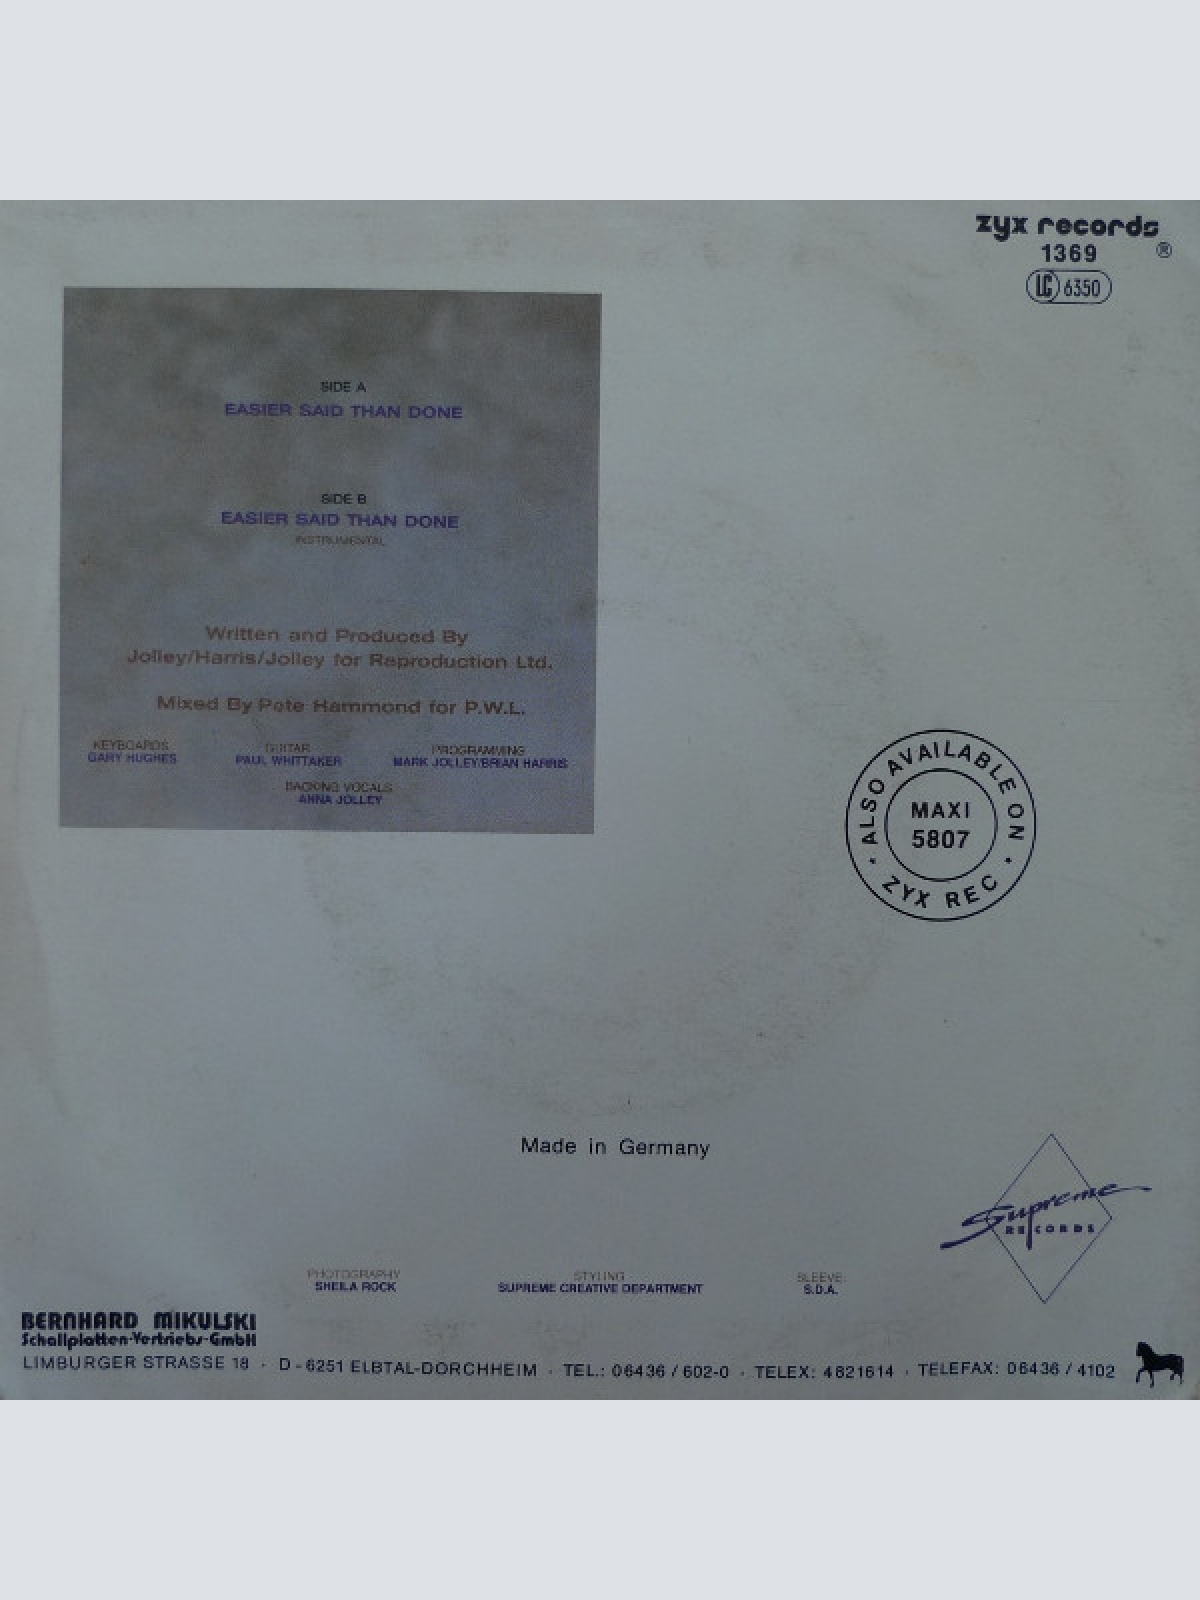 zyx records
1369
®
LC 6350
SIDE A
EASIER SAID THAN DONE
SIDE B
EASIER SAID THAN DONE
INSTRUMENTAL
Written and Produced By
Jolley/Harris/Jolley for Reproduction Ltd.
Mixed By Pete Hammond for P.W.L.
KEYBOARDS GUITAR PROGRAMMING
GARY HUGHES PAUL WHITTAKER MARK JOLLEY/BRIAN HARRIS
BACKING VOCALS
ANNA JOLLEY
· ALSO AVAILABLE ON ·
MAXI
5807
ZYX REC
Made in Germany
Supreme
RECORDS
PHOTOGRAPHY STYLING SLEEVE
SHEILA ROCK SUPREME CREATIVE DEPARTMENT S.D.A.
BERNHARD MIKULSKI
Schallplatten-Vertriebs-GmbH
LIMBURGER STRASSE 18 · D-6251 ELBTAL-DORCHHEIM · TEL.: 06436 / 602-0 · TELEX: 4821614 · TELEFAX: 06436 / 4102